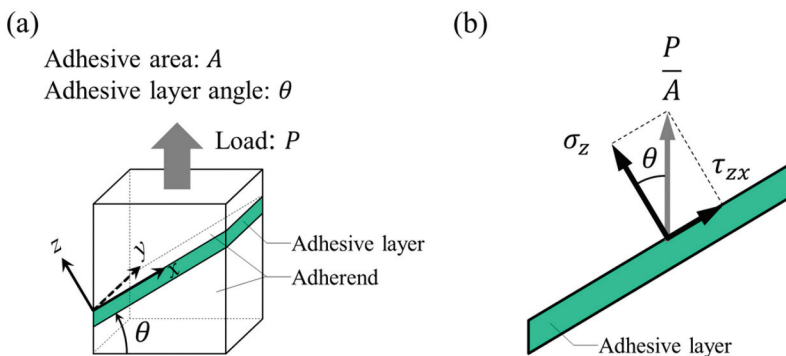 (a)
Adhesive area: A
Adhesive layer angle: θ
Load: P
z
y
x
Adhesive layer
Adherend
θ
(b)
P
A
σz
θ
τzx
Adhesive layer